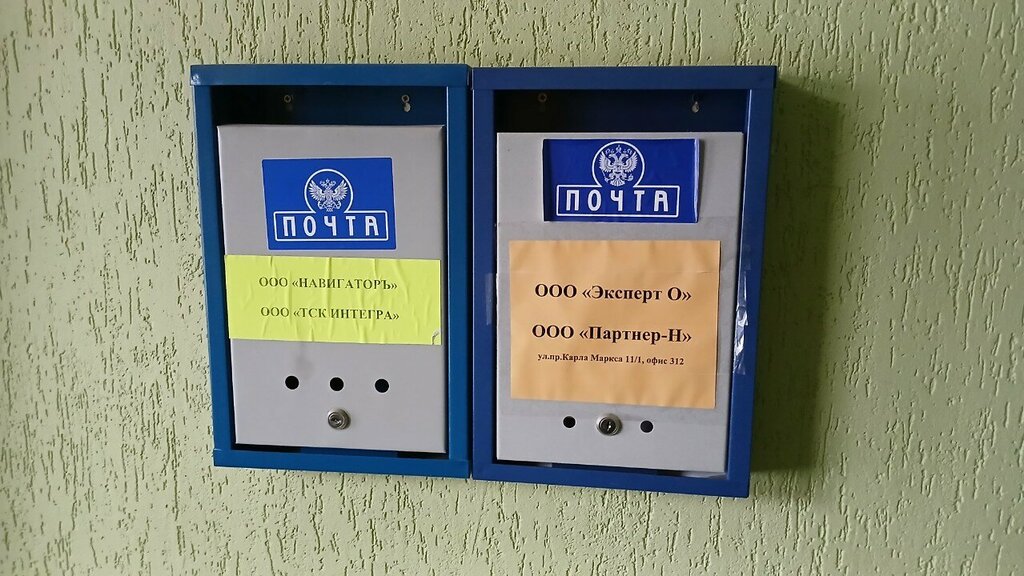 ПОЧТА
ООО «НАВИГАТОРЪ»
ООО «ТСК ИНТЕГРА»
ПОЧТА
ООО «Эксперт О»
ООО «Партнер-Н»
ул.пр.Карла Маркса 11/1, офис 312